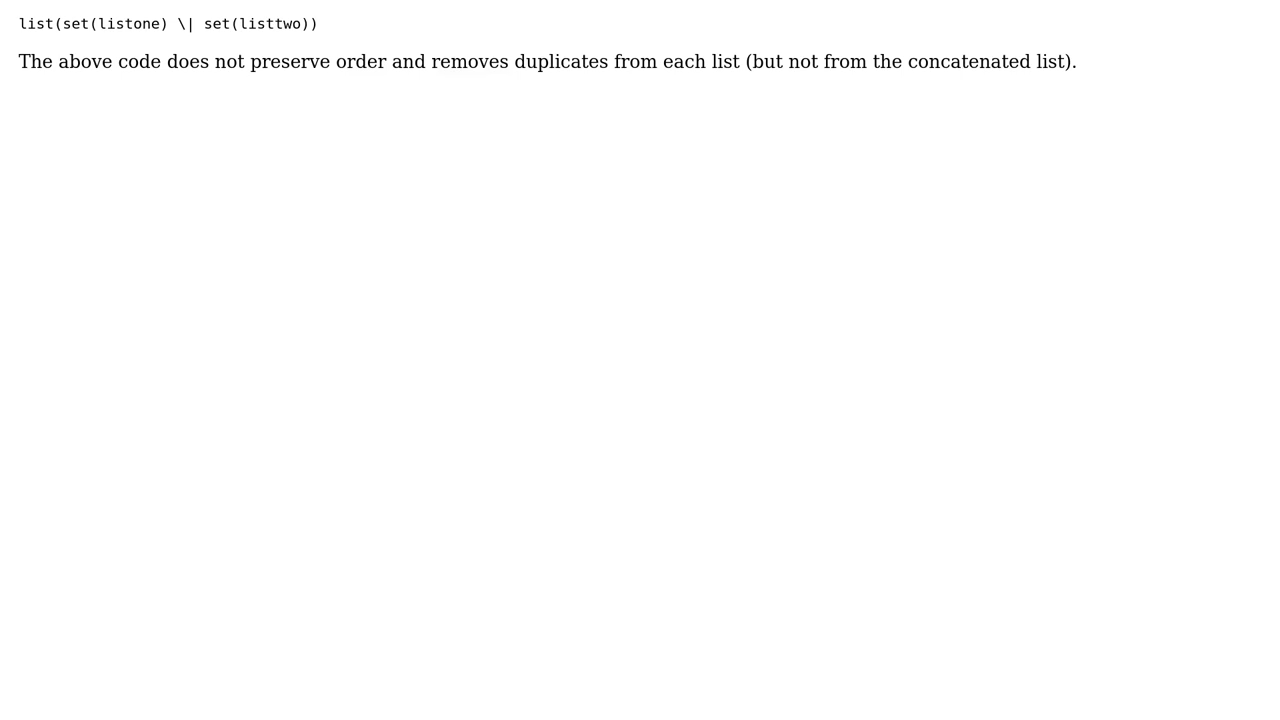 list(set(listone) \| set(listtwo))
The above code does not preserve order and removes duplicates from each list (but not from the concatenated list).